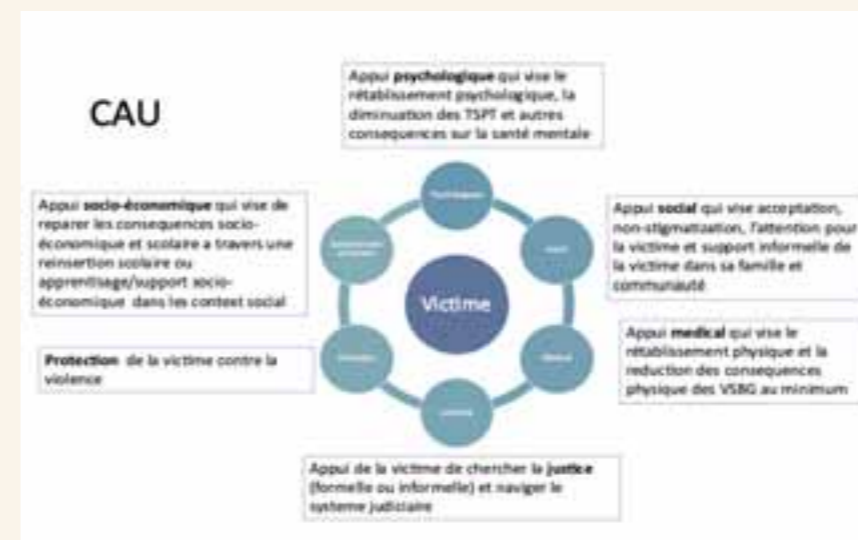 CAU
Appui psychologique qui vise le
rétablissement psychologique, la
diminution des TSPT et autres
consequences sur la santé mentale
Appui socio-économique qui vise de
reparer les consequences socio-
économique et scolaire a travers une
reinsertion scolaire ou
apprentisage/support socio-
économique dans les context social
Appui social qui vise acceptation,
non-stigmatization, l'attention pour
la victime et support informelle de
la victime dans sa famille et
communauté
Victime
Protection de la victime contre la
violence
Appui medical qui vise le
rétablissement physique et la
reduction des consequences
physique des VSBG au minimum
Appui de la victime de chercher la justice
(formelle ou informelle) et naviger le
systeme judiciaire